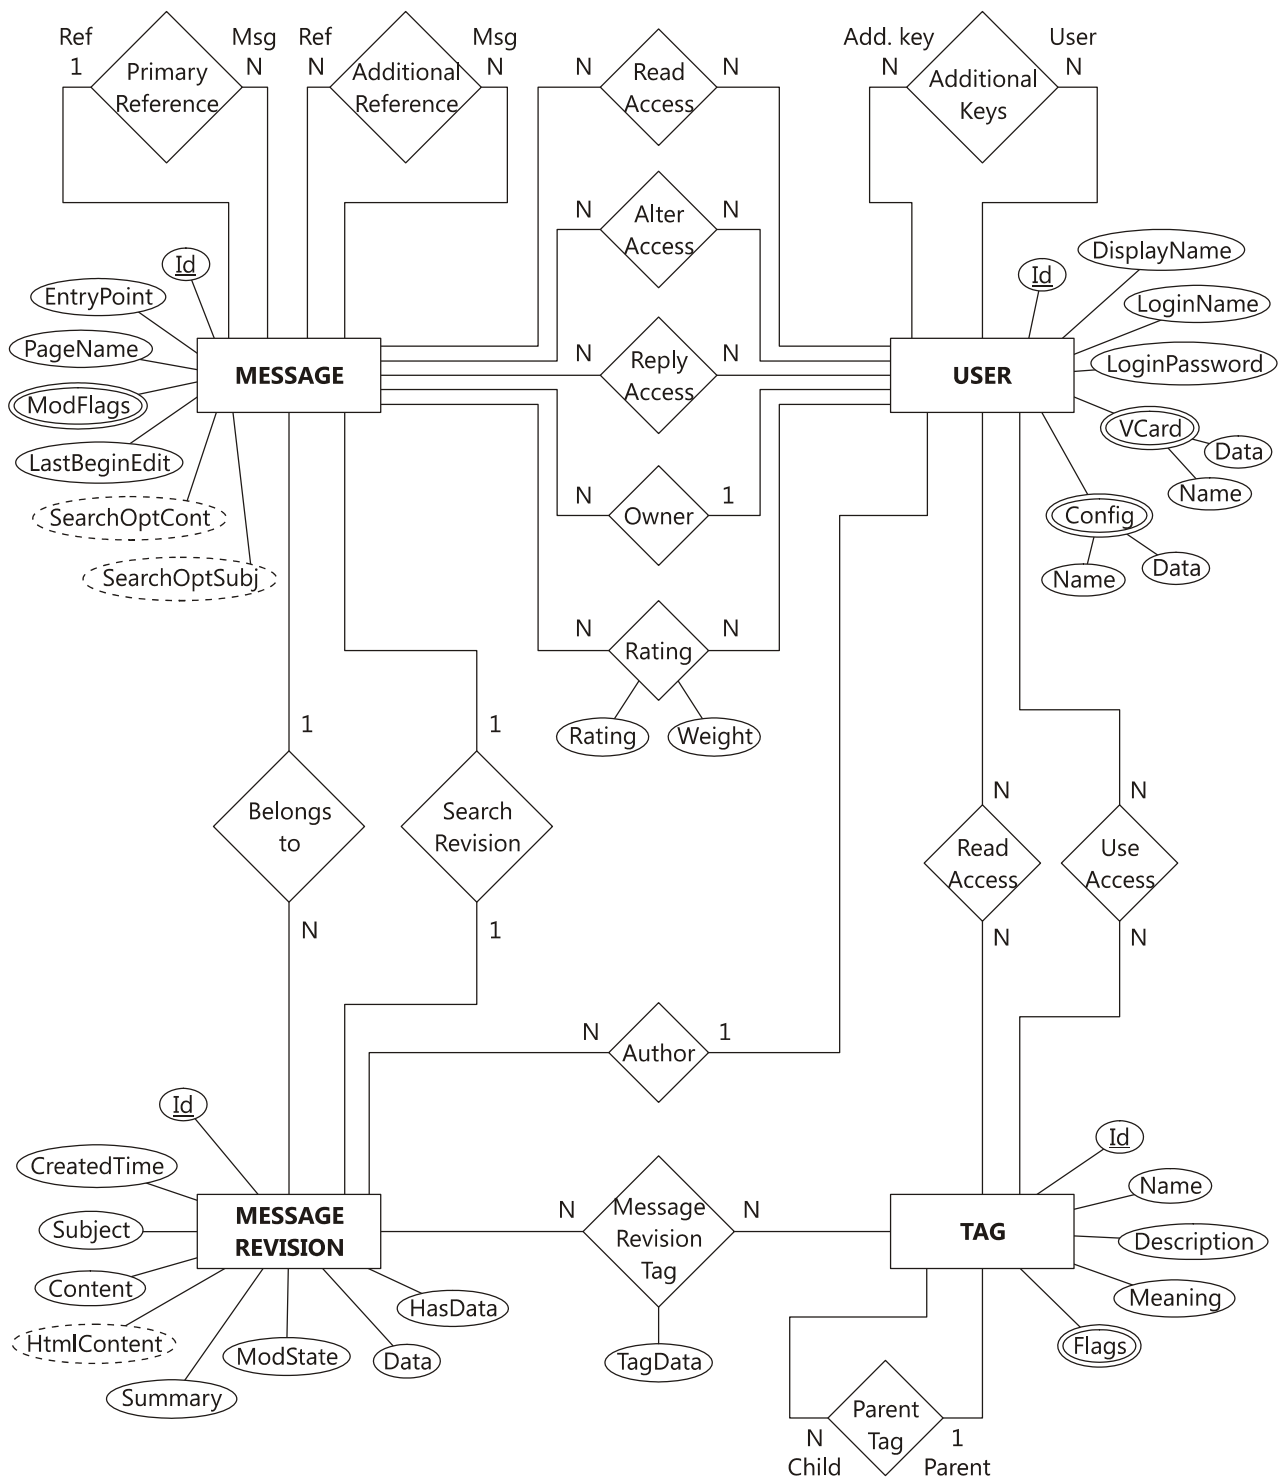 Ref
1
Primary
Reference
Msg
N
Ref
N
Additional
Reference
Msg
N
N
Read
Access
N
Add. key
N
Additional
Keys
User
N
N
Alter
Access
N
Id
EntryPoint
PageName
ModFlags
LastBeginEdit
SearchOptCont
SearchOptSubj
MESSAGE
N
Reply
Access
N
USER
Id
DisplayName
LoginName
LoginPassword
VCard
Data
Name
Config
Name
Data
N
Owner
1
N
Rating
N
Rating
Weight
1
Belongs
to
N
1
Search
Revision
1
N
Read
Access
N
N
Use
Access
N
N
Author
1
Id
CreatedTime
Subject
Content
HtmlContent
Summary
ModState
Data
HasData
MESSAGE
REVISION
N
Message
Revision
Tag
N
TagData
TAG
Id
Name
Description
Meaning
Flags
Parent
Tag
N
Child
1
Parent